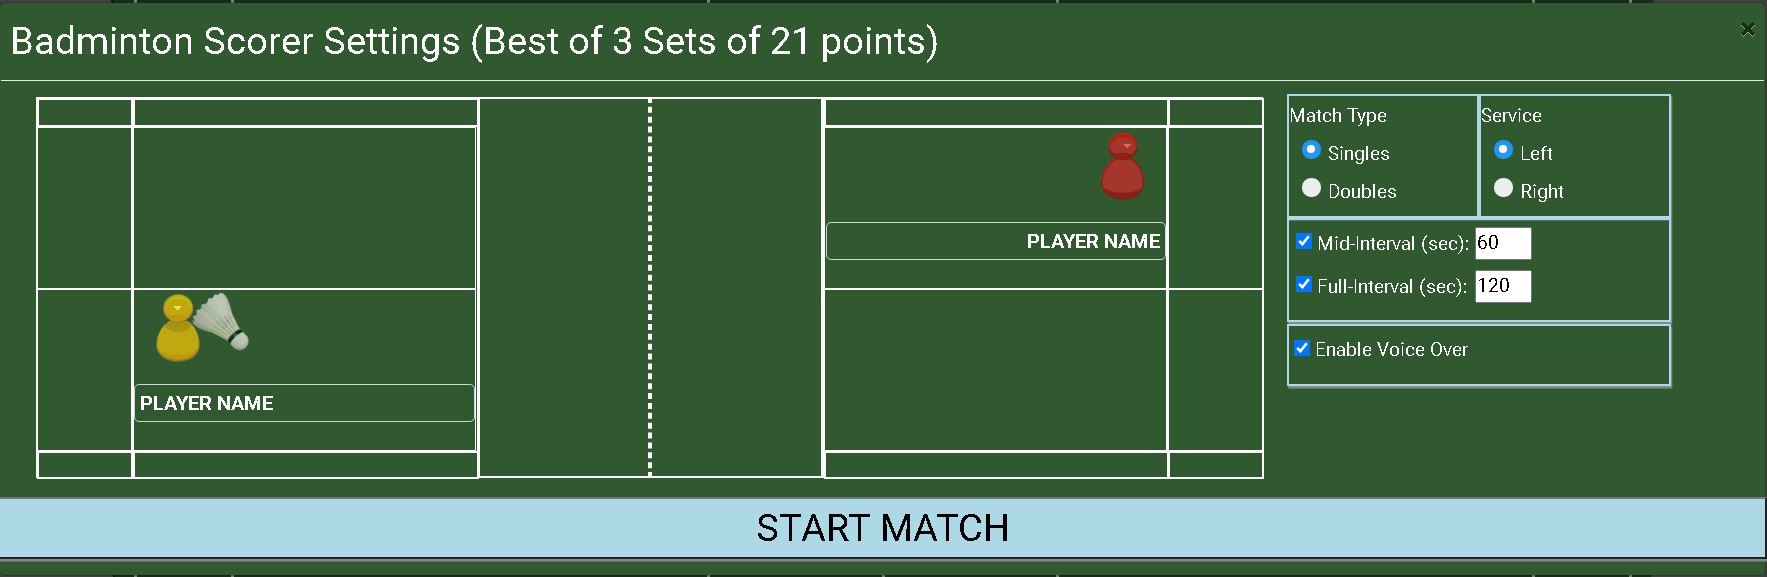 Badminton Scorer Settings (Best of 3 Sets of 21 points)
×
PLAYER NAME
PLAYER NAME
Match Type
Singles
Doubles
Service
Left
Right
Mid-Interval (sec): 60
Full-Interval (sec): 120
Enable Voice Over
START MATCH